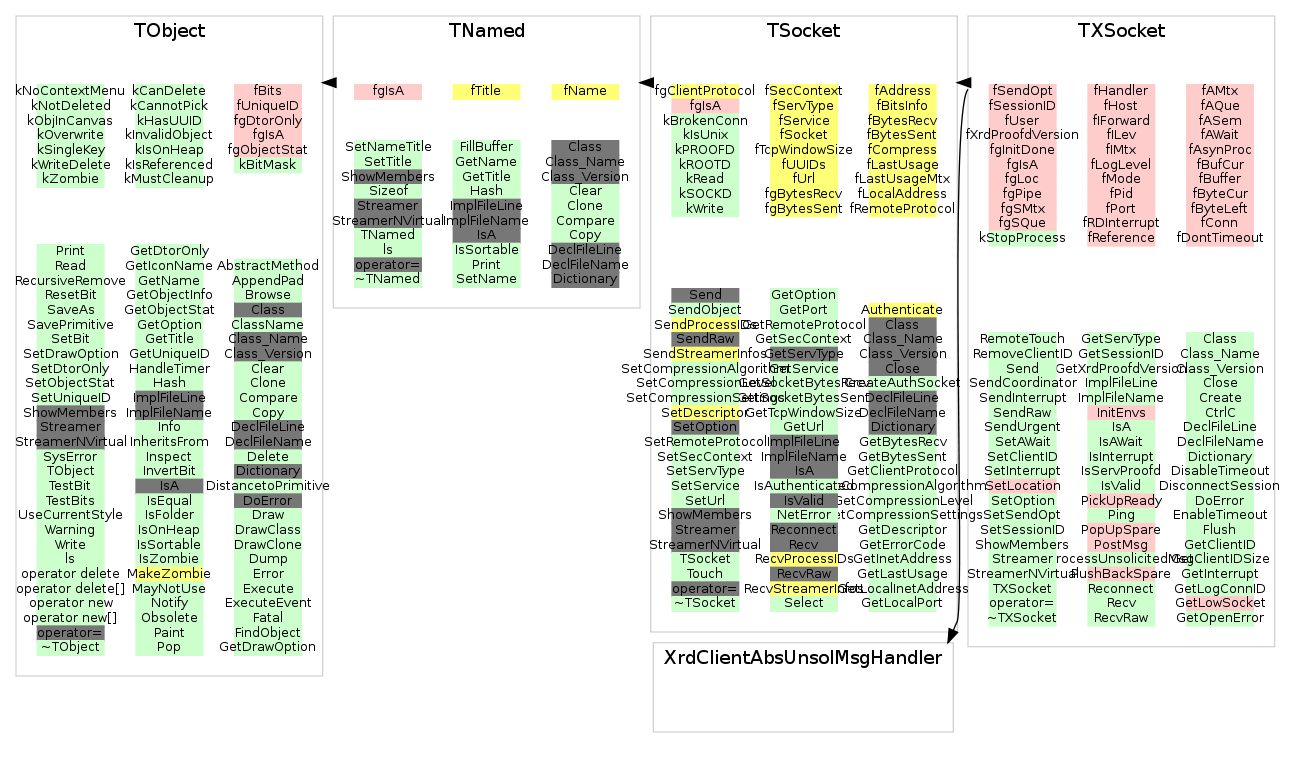 TObject
kNoContextMenu
kNotDeleted
kObjInCanvas
kOverwrite
kSingleKey
kWriteDelete
kZombie
kCanDelete
kCannotPick
kHasUUID
kInvalidObject
kIsOnHeap
kIsReferenced
kMustCleanup
fBits
fUniqueID
fgDtorOnly
fgIsA
fgObjectStat
kBitMask
Print
Read
RecursiveRemove
ResetBit
SaveAs
SavePrimitive
SetBit
SetDrawOption
SetDtorOnly
SetObjectStat
SetUniqueID
ShowMembers
Streamer
StreamerNVirtual
SysError
TObject
TestBit
TestBits
UseCurrentStyle
Warning
Write
ls
operator delete
operator delete[]
operator new
operator new[]
operator=
~TObject
GetDtorOnly
GetIconName
GetName
GetObjectInfo
GetObjectStat
GetOption
GetTitle
GetUniqueID
HandleTimer
Hash
ImplFileLine
ImplFileName
Info
InheritsFrom
Inspect
InvertBit
IsA
IsEqual
IsFolder
IsOnHeap
IsSortable
IsZombie
MakeZombie
MayNotUse
Notify
Obsolete
Paint
Pop
AbstractMethod
AppendPad
Browse
Class
ClassName
Class_Name
Class_Version
Clear
Clone
Compare
Copy
DeclFileLine
DeclFileName
Delete
Dictionary
DistancetoPrimitive
DoError
Draw
DrawClass
DrawClone
Dump
Error
Execute
ExecuteEvent
Fatal
FindObject
GetDrawOption
TNamed
fgIsA
fTitle
fName
SetNameTitle
SetTitle
ShowMembers
Sizeof
Streamer
StreamerNVirtual
TNamed
ls
operator=
~TNamed
FillBuffer
GetName
GetTitle
Hash
ImplFileLine
ImplFileName
IsA
IsSortable
Print
SetName
Class
Class_Name
Class_Version
Clear
Clone
Compare
Copy
DeclFileLine
DeclFileName
Dictionary
TSocket
fgClientProtocol
fgIsA
kBrokenConn
kIsUnix
kPROOFD
kROOTD
kRead
kSOCKD
kWrite
fSecContext
fServType
fService
fSocket
fTcpWindowSize
fUUIDs
fUrl
fgBytesRecv
fgBytesSent
fAddress
fBitsInfo
fBytesRecv
fBytesSent
fCompress
fLastUsage
fLastUsageMtx
fLocalAddress
fRemoteProtocol
Send
SendObject
SendProcessIDs
SendRaw
SendStreamerInfos
SetCompressionAlgorithm
SetCompressionLevel
SetCompressionSettings
SetDescriptor
SetOption
SetRemoteProtocol
SetSecContext
SetServType
SetService
SetUrl
ShowMembers
Streamer
StreamerNVirtual
TSocket
Touch
operator=
~TSocket
GetOption
GetPort
GetRemoteProtocol
GetSecContext
GetServType
GetService
GetSocketBytesRecv
GetSocketBytesSent
GetTcpWindowSize
GetUrl
ImplFileLine
ImplFileName
IsA
IsAuthenticated
IsValid
NetError
Reconnect
Recv
RecvProcessIDs
RecvRaw
RecvStreamerInfos
Select
Authenticate
Class
Class_Name
Class_Version
Close
CreateAuthSocket
DeclFileLine
DeclFileName
Dictionary
GetBytesRecv
GetBytesSent
GetClientProtocol
CompressionAlgorithm
GetCompressionLevel
GetCompressionSettings
GetDescriptor
GetErrorCode
GetInetAddress
GetLastUsage
GetLocalInetAddress
GetLocalPort
TXSocket
fSendOpt
fSessionID
fUser
fXrdProofdVersion
fgInitDone
fgIsA
fgLoc
fgPipe
fgSMtx
fgSQue
kStopProcess
fHandler
fHost
fIForward
fILev
fIMtx
fLogLevel
fMode
fPid
fPort
fRDInterrupt
fReference
fAMtx
fAQue
fASem
fAWait
fAsynProc
fBufCur
fBuffer
fByteCur
fByteLeft
fConn
fDontTimeout
RemoteTouch
RemoveClientID
Send
SendCoordinator
SendInterrupt
SendRaw
SendUrgent
SetAWait
SetClientID
SetInterrupt
SetLocation
SetOption
SetSendOpt
SetSessionID
ShowMembers
Streamer
StreamerNVirtual
TXSocket
operator=
~TXSocket
GetServType
GetSessionID
GetXrdProofdVersion
ImplFileLine
ImplFileName
InitEnvs
IsA
IsAWait
IsInterrupt
IsServProofd
IsValid
PickUpReady
Ping
PopUpSpare
PostMsg
ProcessUnsolicitedMsg
PushBackSpare
Reconnect
Recv
RecvRaw
Class
Class_Name
Class_Version
Close
Create
CtrlC
DeclFileLine
DeclFileName
Dictionary
DisableTimeout
DisconnectSession
DoError
EnableTimeout
Flush
GetClientID
GetClientIDSize
GetInterrupt
GetLogConnID
GetLowSocket
GetOpenError
XrdClientAbsUnsolMsgHandler